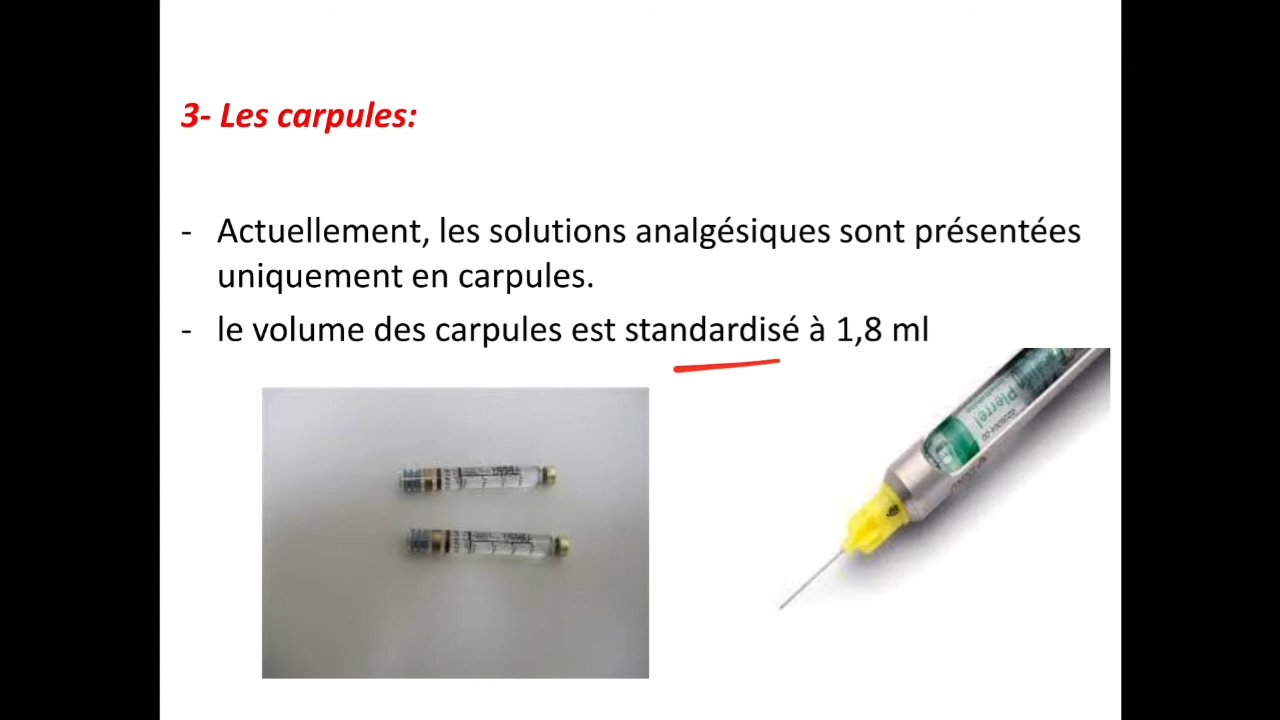 3- Les carpules:
- Actuellement, les solutions analgésiques sont présentées
uniquement en carpules.
- le volume des carpules est standardisé à 1,8 ml
Pierrel